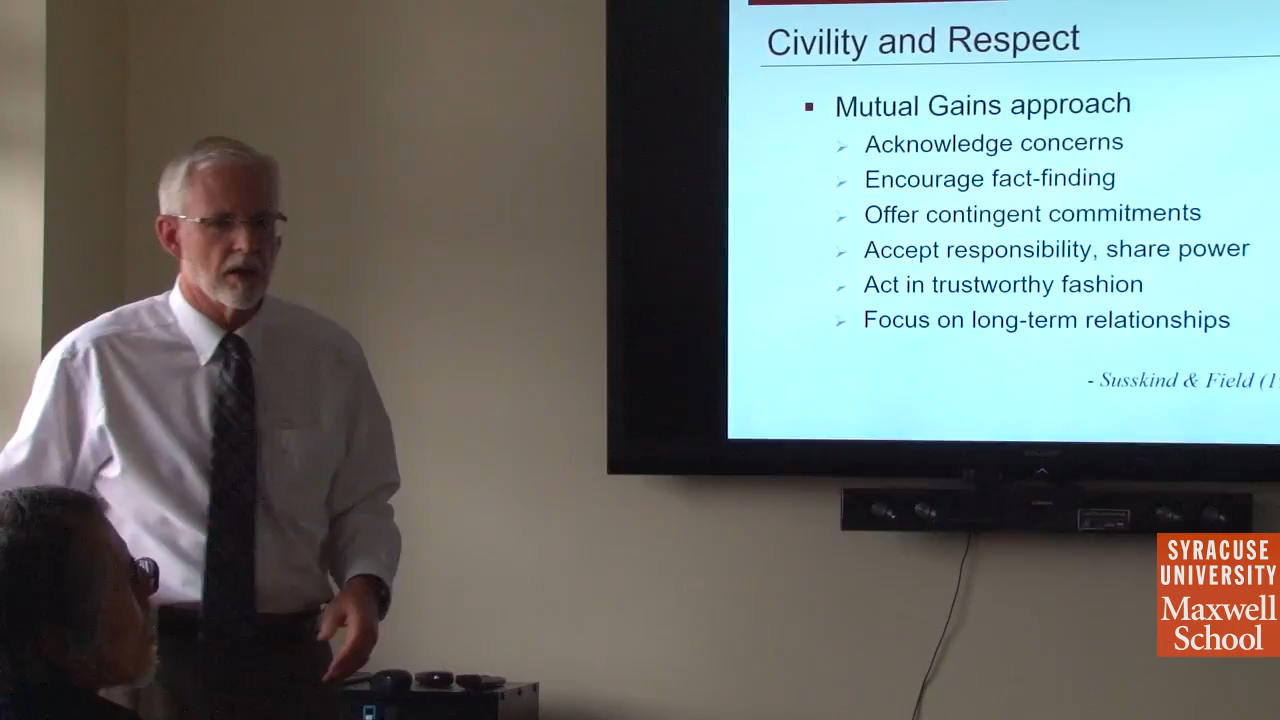 Civility and Respect
Mutual Gains approach
Acknowledge concerns
Encourage fact-finding
Offer contingent commitments
Accept responsibility, share power
Act in trustworthy fashion
Focus on long-term relationships
- Susskind & Field (1
SYRACUSE
UNIVERSITY
Maxwell
School